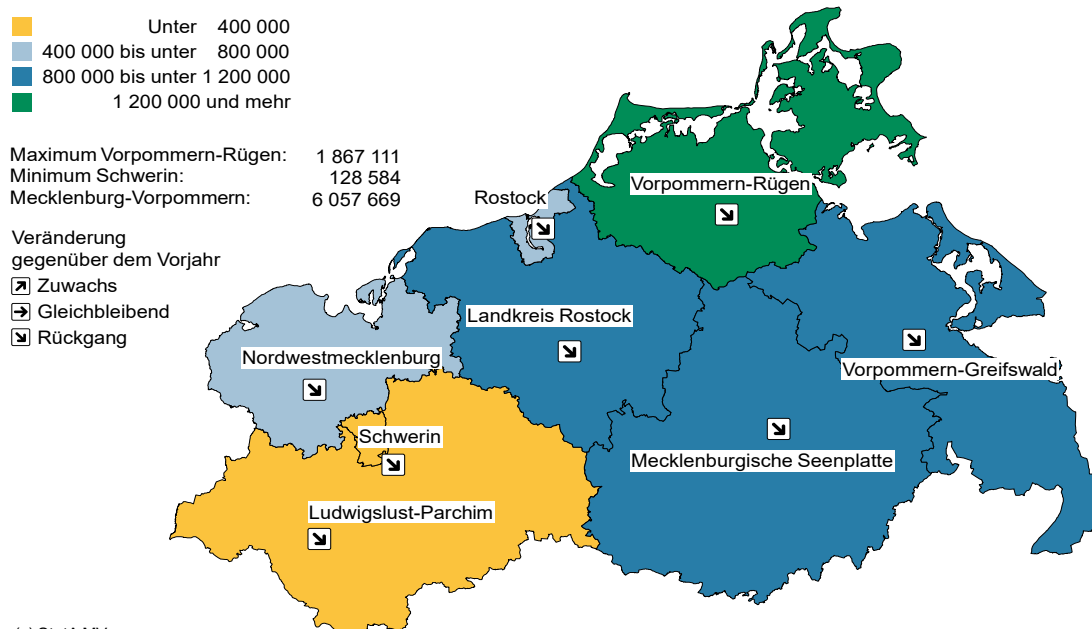 Unter 400 000
400 000 bis unter 800 000
800 000 bis unter 1 200 000
1 200 000 und mehr
Maximum Vorpommern-Rügen: 1 867 111
Minimum Schwerin: 128 584
Mecklenburg-Vorpommern: 6 057 669
Veränderung
gegenüber dem Vorjahr
Zuwachs
Gleichbleibend
Rückgang
Vorpommern-Rügen
Rostock
Landkreis Rostock
Nordwestmecklenburg
Vorpommern-Greifswald
Schwerin
Mecklenburgische Seenplatte
Ludwigslust-Parchim